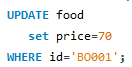 UPDATE food
set price=70
WHERE id='BO001';